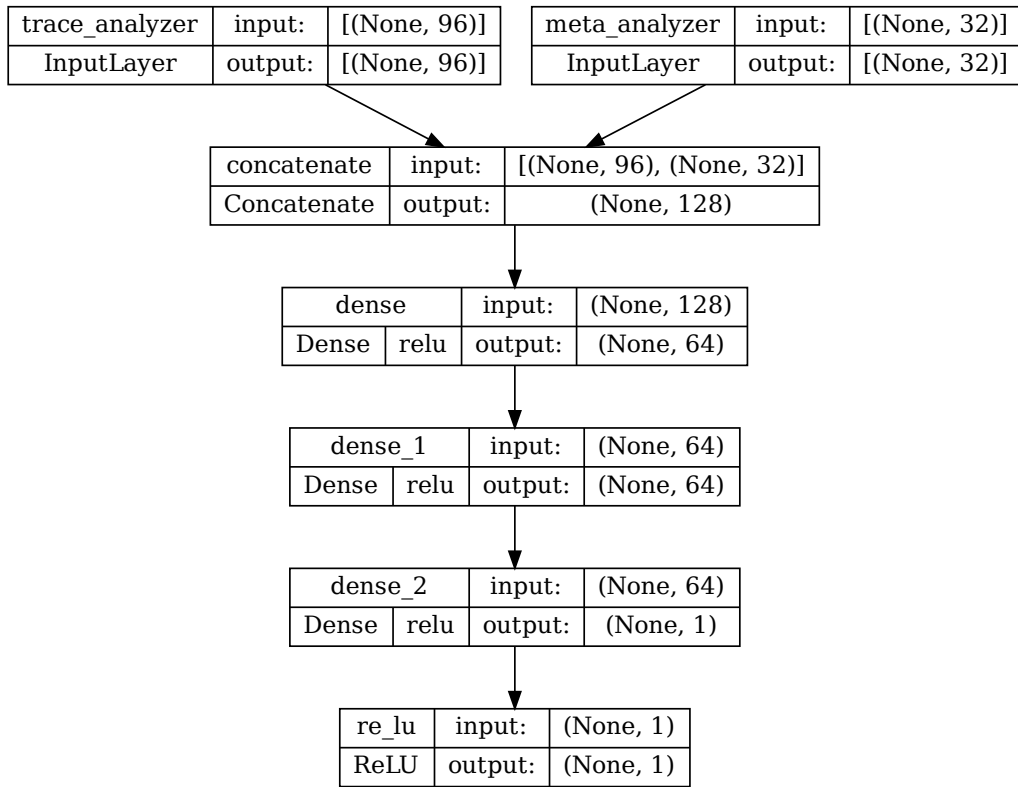 trace_analyzer input: [(None, 96)]
InputLayer output: [(None, 96)]
meta_analyzer input: [(None, 32)]
InputLayer output: [(None, 32)]
concatenate input: [(None, 96), (None, 32)]
Concatenate output: (None, 128)
dense input: (None, 128)
Dense relu output: (None, 64)
dense_1 input: (None, 64)
Dense relu output: (None, 64)
dense_2 input: (None, 64)
Dense relu output: (None, 1)
re_lu input: (None, 1)
ReLU output: (None, 1)